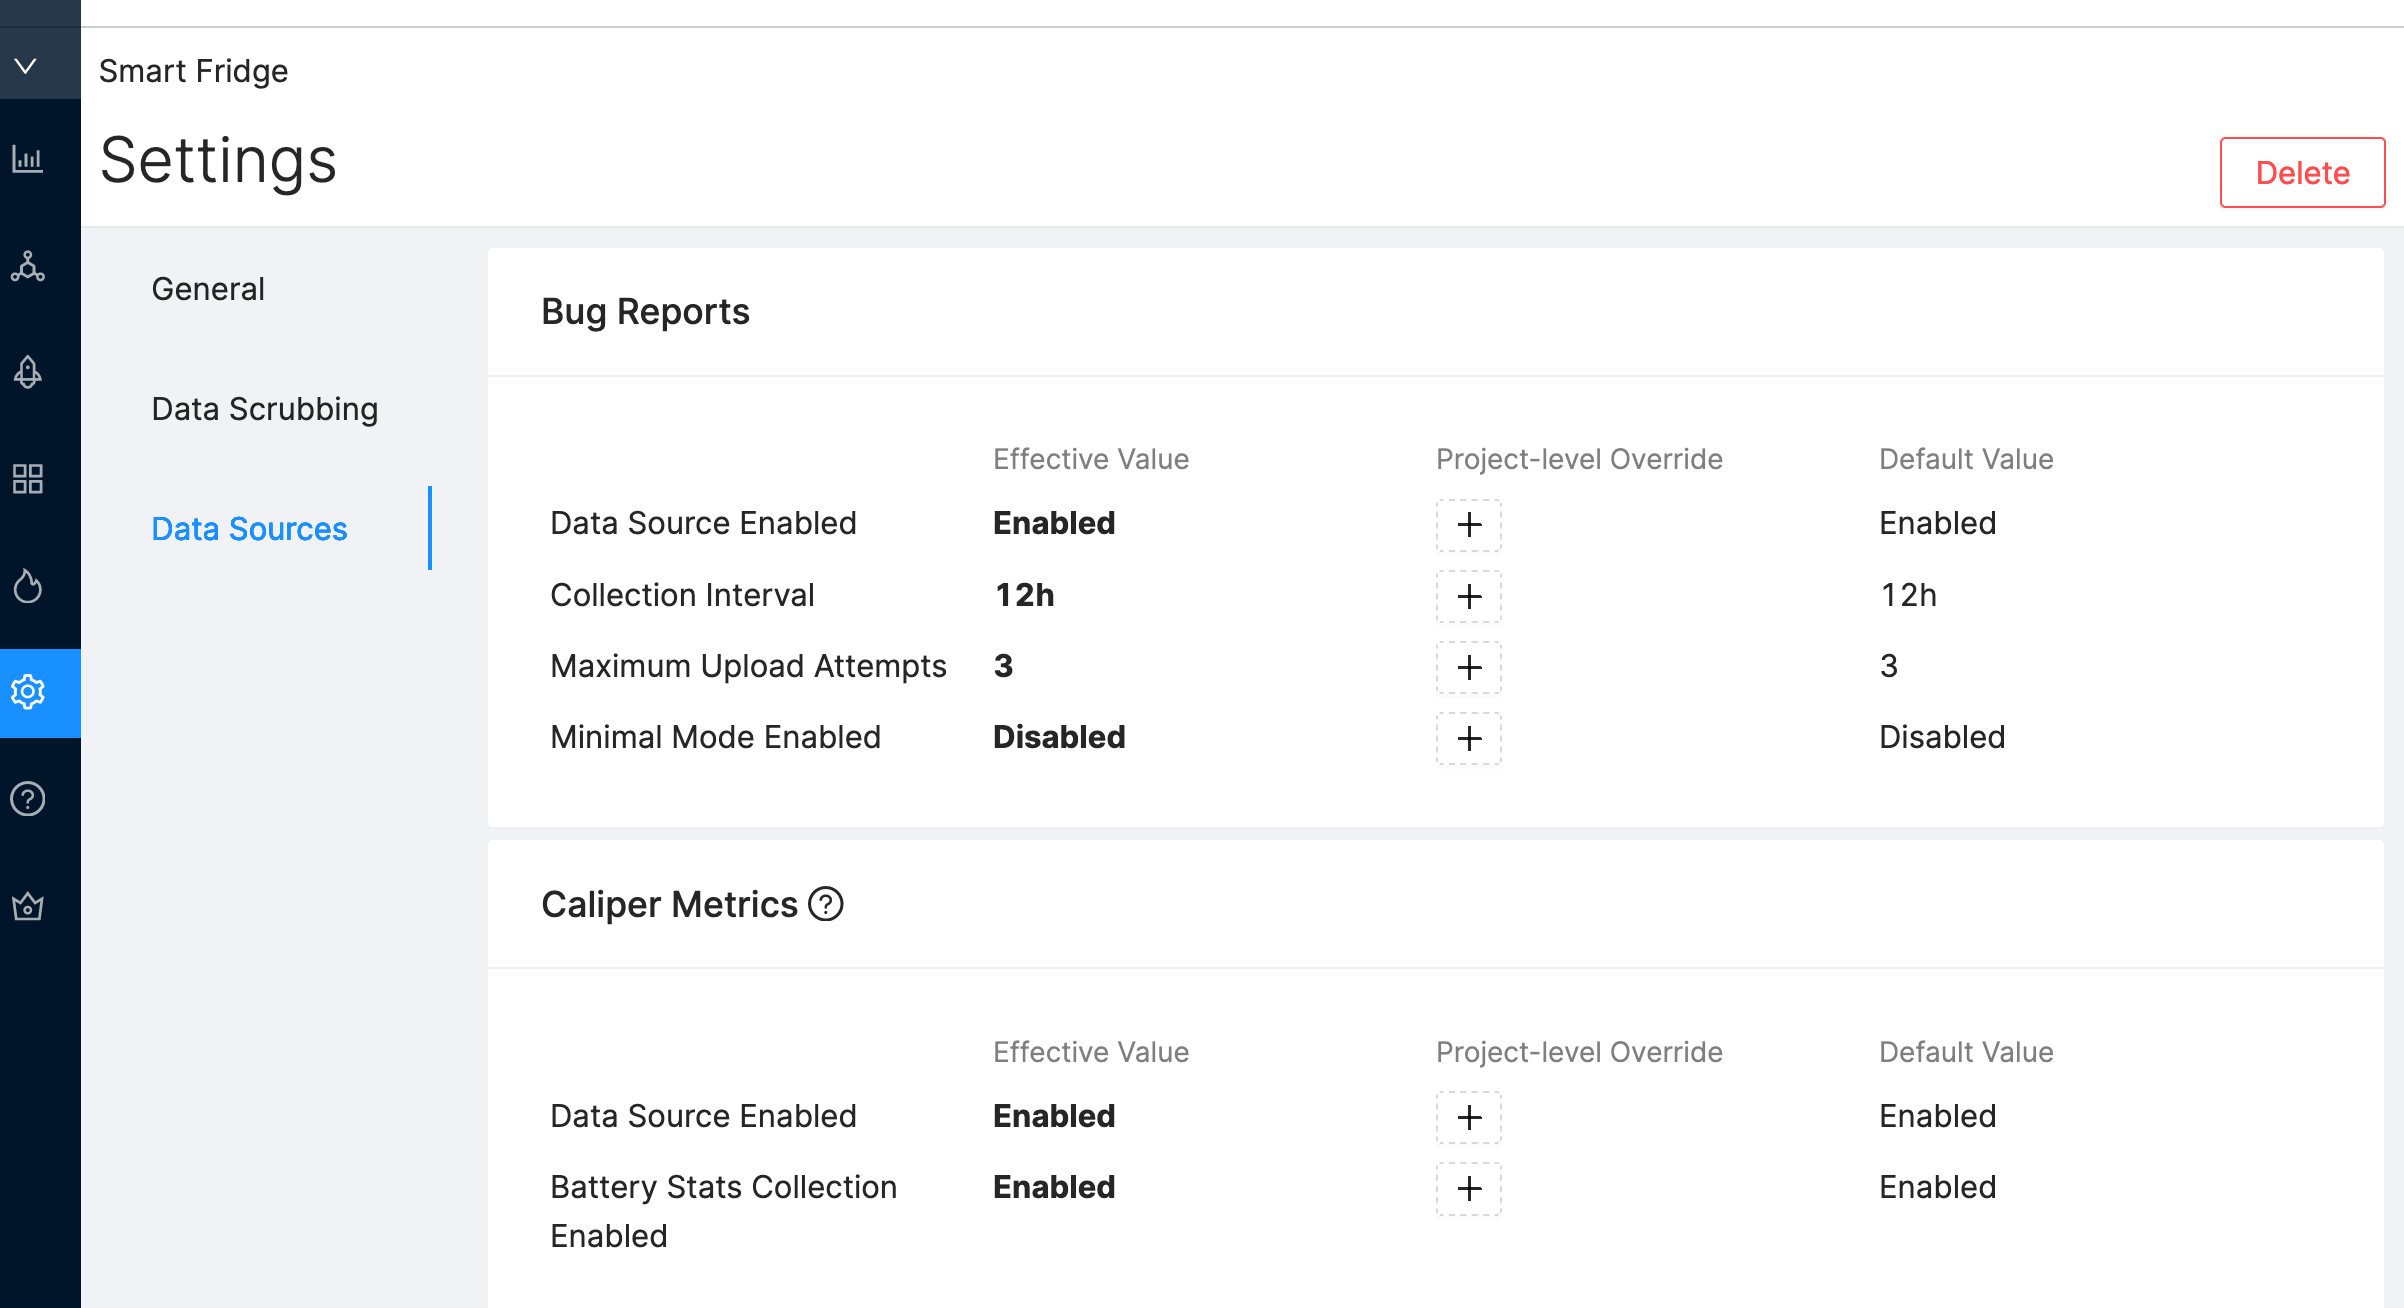 Smart Fridge
Settings
Delete
General
Data Scrubbing
Data Sources
Bug Reports
Effective Value Project-level Override Default Value
Data Source Enabled Enabled + Enabled
Collection Interval 12h + 12h
Maximum Upload Attempts 3 + 3
Minimal Mode Enabled Disabled + Disabled
Caliper Metrics ?
Effective Value Project-level Override Default Value
Data Source Enabled Enabled + Enabled
Battery Stats Collection Enabled + Enabled
Enabled